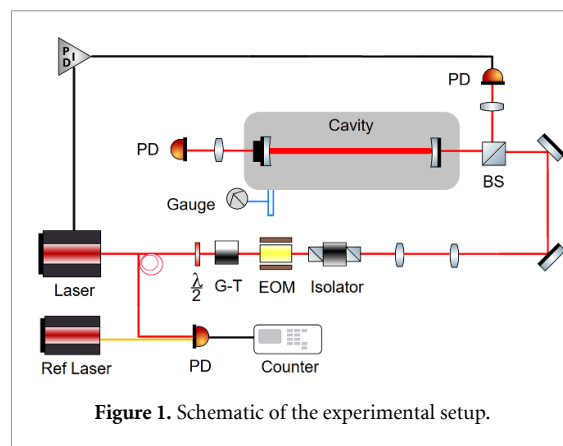 P I D
PD
Cavity
PD
BS
Gauge
λ/2
G-T
EOM
Isolator
Laser
Ref Laser
PD
Counter
Figure 1. Schematic of the experimental setup.